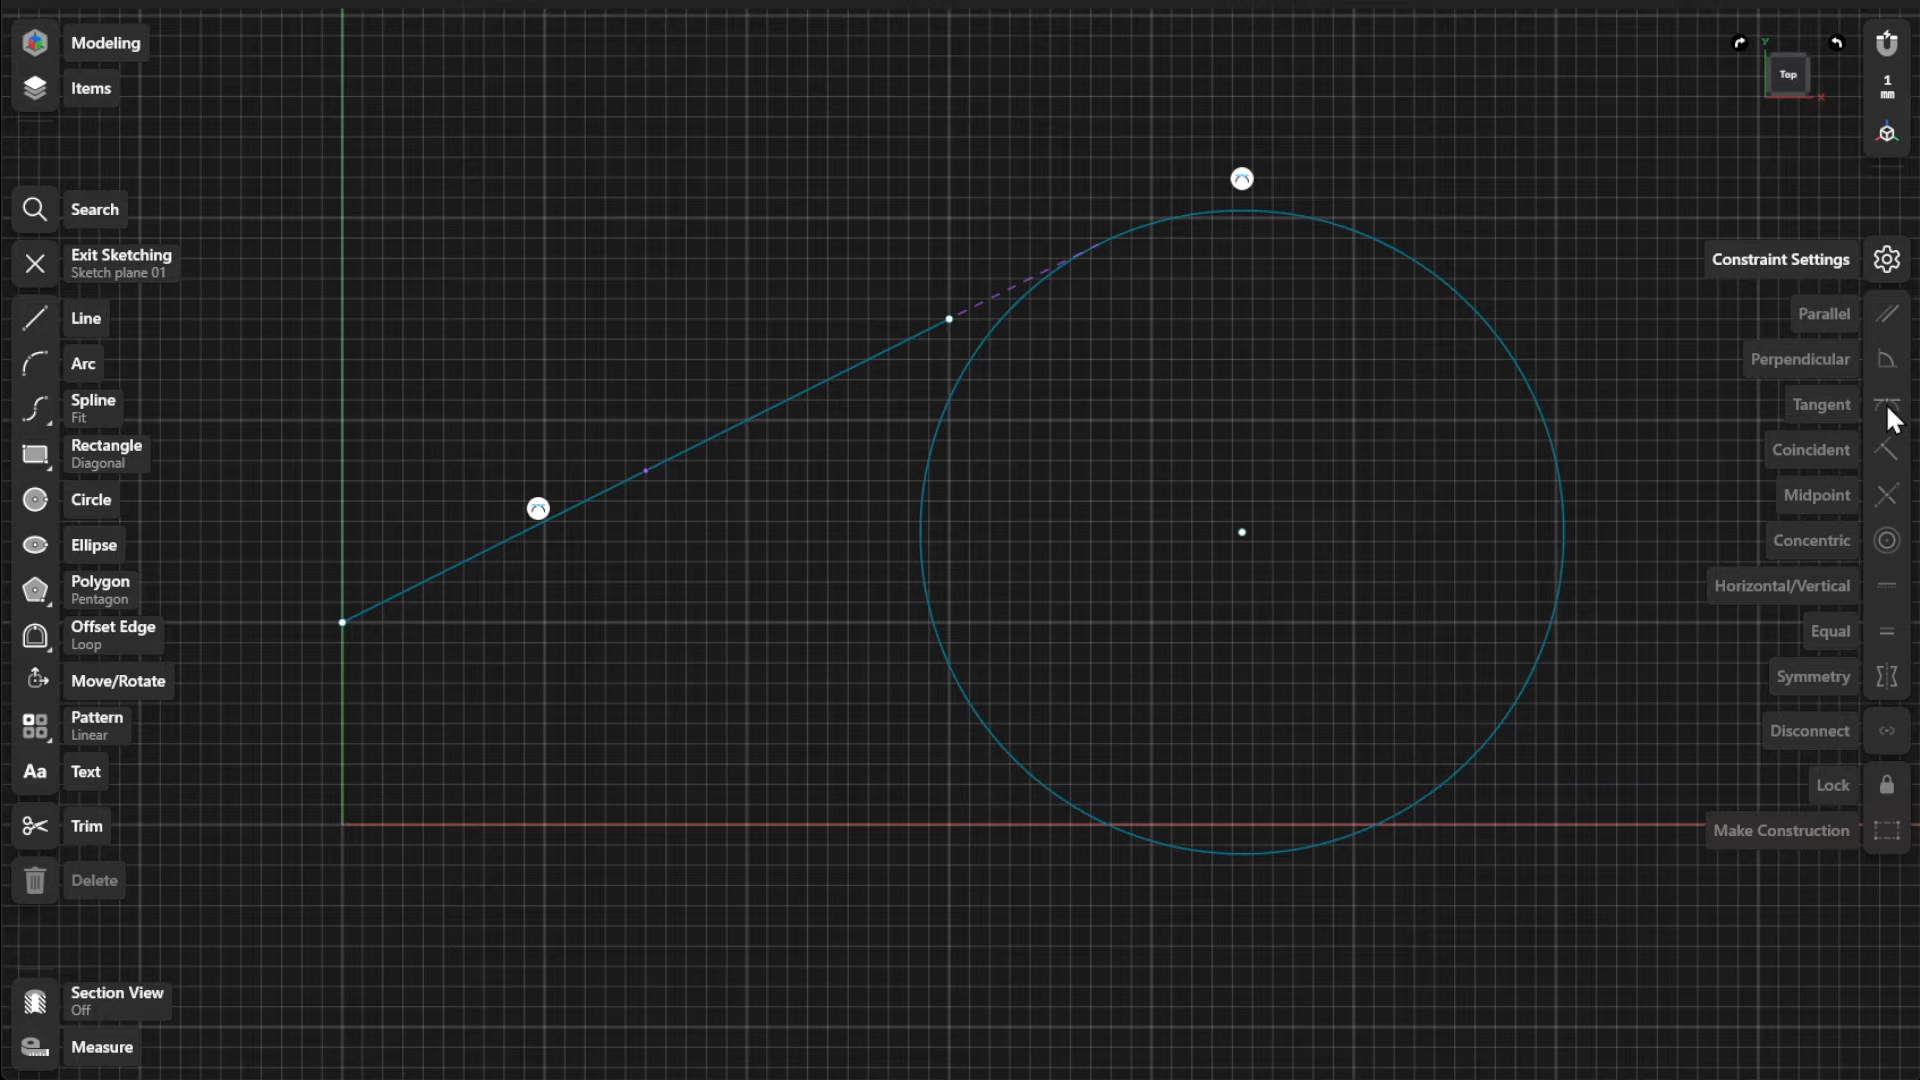 Modeling
Items
Search
Exit Sketching
Sketch plane 01
Line
Arc
Spline
Fit
Rectangle
Diagonal
Circle
Ellipse
Polygon
Pentagon
Offset Edge
Loop
Move/Rotate
Pattern
Linear
Aa Text
Trim
Delete
Section View
Off
Measure
Y
Top
X
1
mm
Constraint Settings
Parallel
Perpendicular
Tangent
Coincident
Midpoint
Concentric
Horizontal/Vertical
Equal
Symmetry
Disconnect
Lock
Make Construction